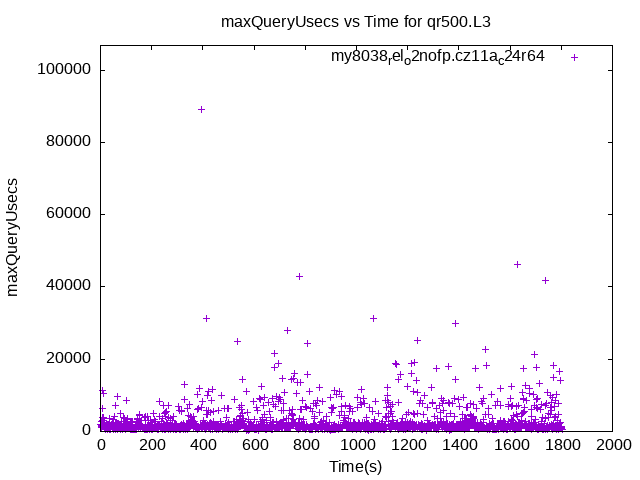 maxQueryUsecs vs Time for qr500.L3
my8038relo2nofp.cz11ac24r64
100000
80000
60000
40000
20000
0
maxQueryUsecs
0 200 400 600 800 1000 1200 1400 1600 1800 2000
Time(s)